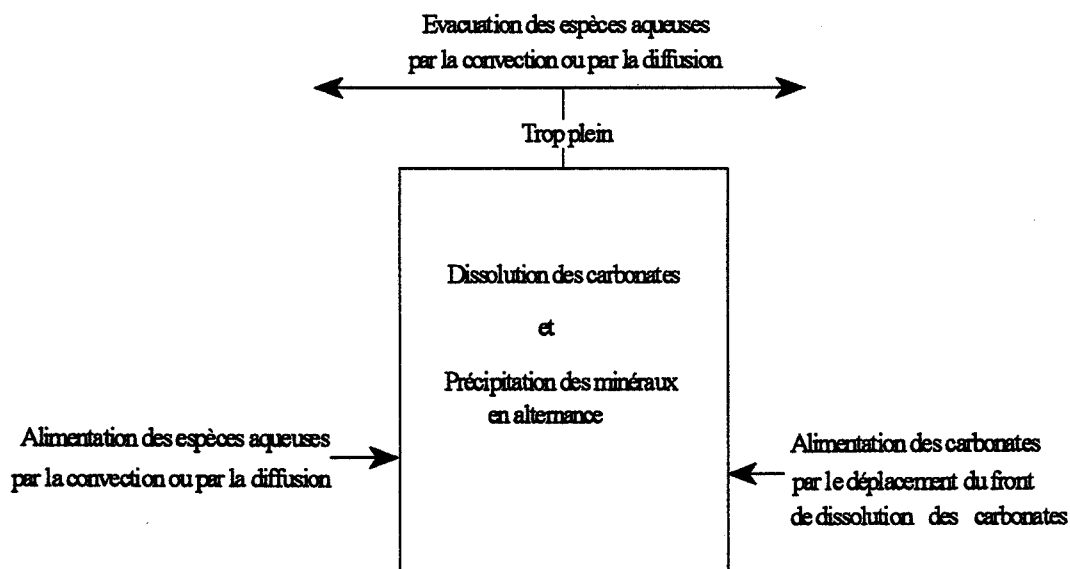 Evacuation des espèces aqueuses
par la convection ou par la diffusion
Trop plein
Dissolution des carbonates
et
Précipitation des minéraux
en alternance
Alimentation des espèces aqueuses
par la convection ou par la diffusion
Alimentation des carbonates
par le déplacement du front
de dissolution des carbonates